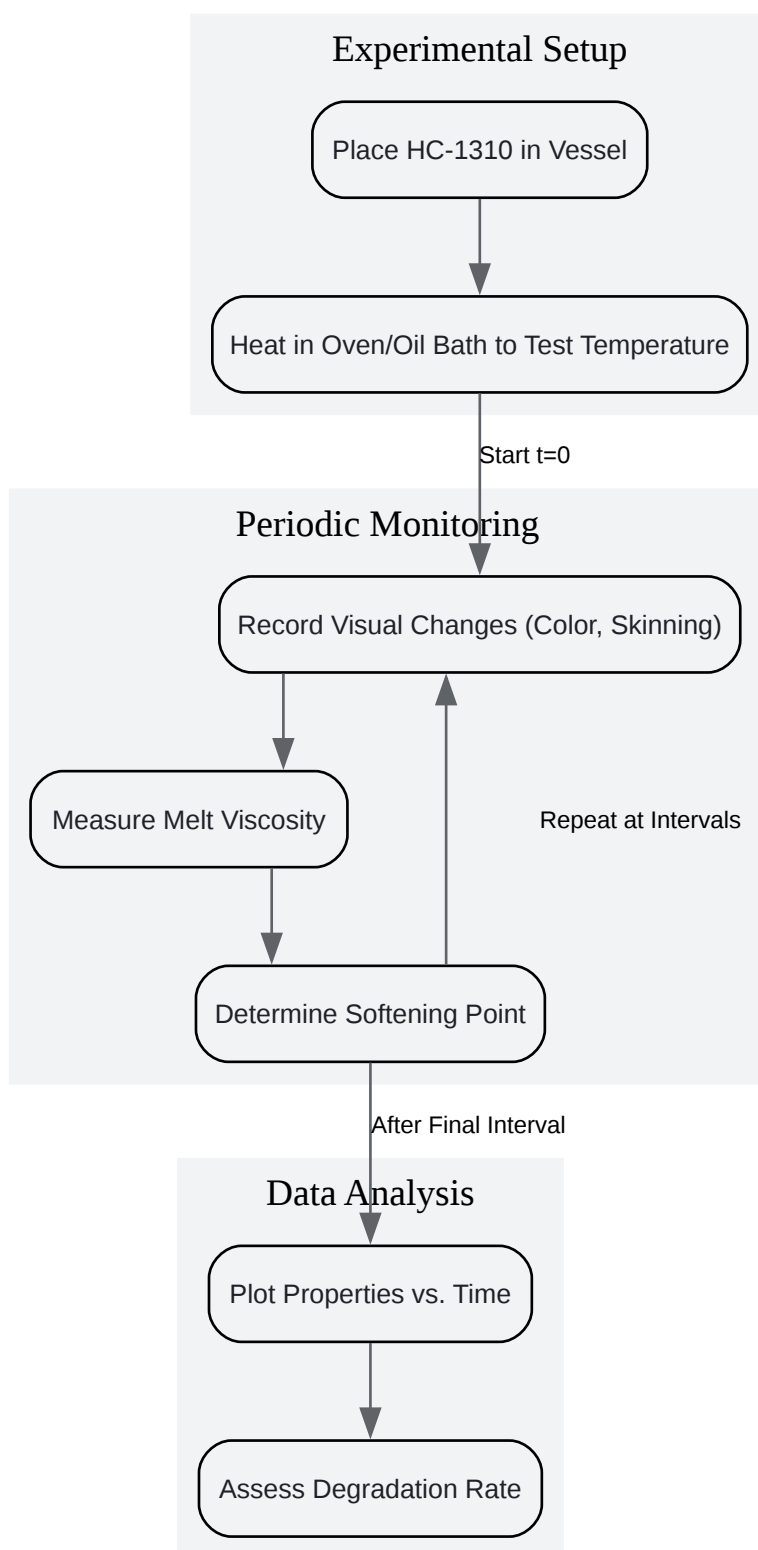 Experimental Setup
Place HC-1310 in Vessel
Heat in Oven/Oil Bath to Test Temperature
Start t=0
Periodic Monitoring
Record Visual Changes (Color, Skinning)
Measure Melt Viscosity
Repeat at Intervals
Determine Softening Point
After Final Interval
Data Analysis
Plot Properties vs. Time
Assess Degradation Rate